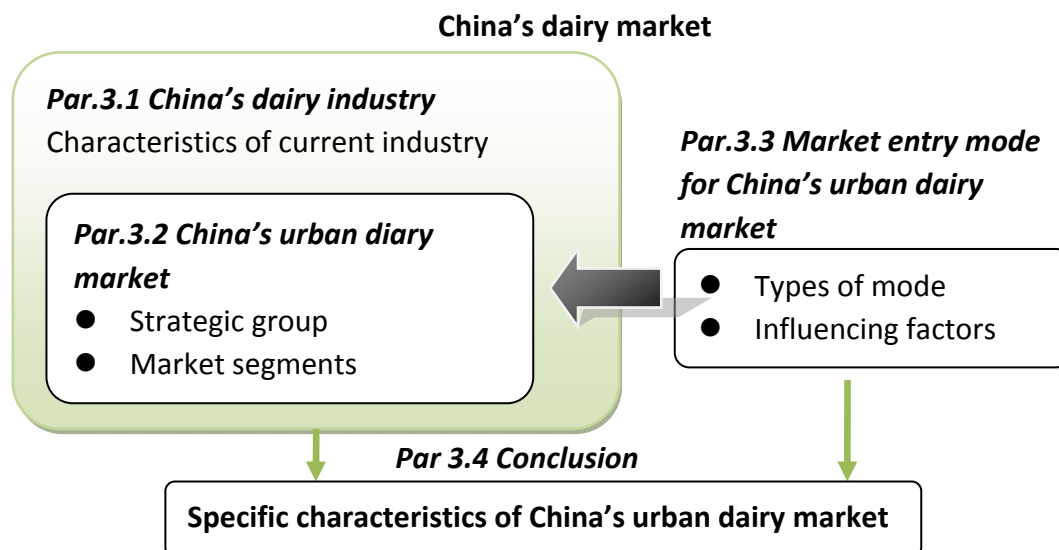 China’s dairy market
Par.3.1 China’s dairy industry
Characteristics of current industry
Par.3.2 China’s urban diary
market
● Strategic group
● Market segments
Par.3.3 Market entry mode
for China’s urban dairy
market
● Types of mode
● Influencing factors
Par 3.4 Conclusion
Specific characteristics of China’s urban dairy market